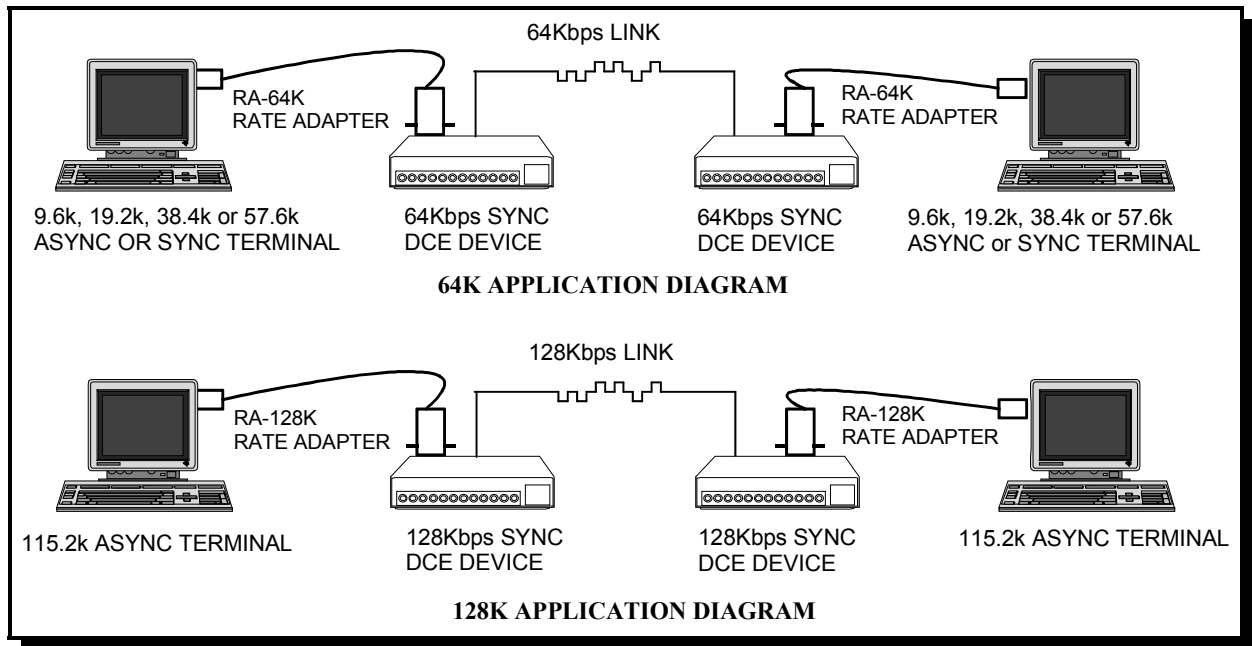 64Kbps LINK
RA-64K
RATE ADAPTER
RA-64K
RATE ADAPTER
9.6k, 19.2k, 38.4k or 57.6k
ASYNC OR SYNC TERMINAL
64Kbps SYNC
DCE DEVICE
64Kbps SYNC
DCE DEVICE
9.6k, 19.2k, 38.4k or 57.6k
ASYNC or SYNC TERMINAL
64K APPLICATION DIAGRAM
128Kbps LINK
RA-128K
RATE ADAPTER
RA-128K
RATE ADAPTER
115.2k ASYNC TERMINAL
128Kbps SYNC
DCE DEVICE
128Kbps SYNC
DCE DEVICE
115.2k ASYNC TERMINAL
128K APPLICATION DIAGRAM